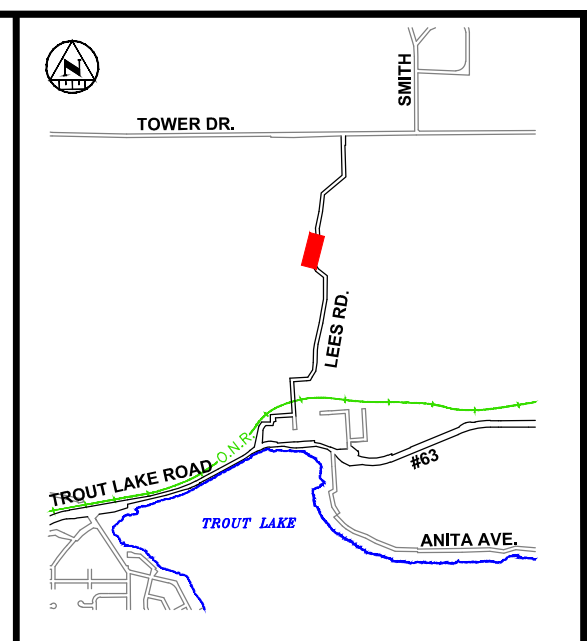 N
SMITH
TOWER DR.
LEES RD.
O.N.R.
TROUT LAKE ROAD
#63
TROUT LAKE
ANITA AVE.